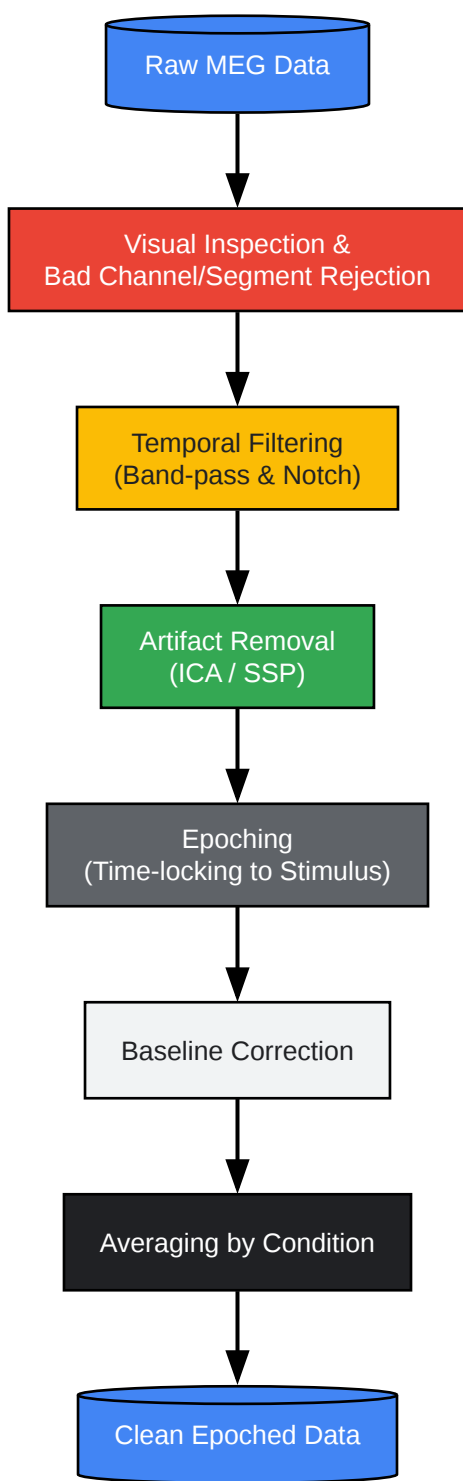 Raw MEG Data
Visual Inspection &
Bad Channel/Segment Rejection
Temporal Filtering
(Band-pass & Notch)
Artifact Removal
(ICA / SSP)
Epoching
(Time-locking to Stimulus)
Baseline Correction
Averaging by Condition
Clean Epoched Data